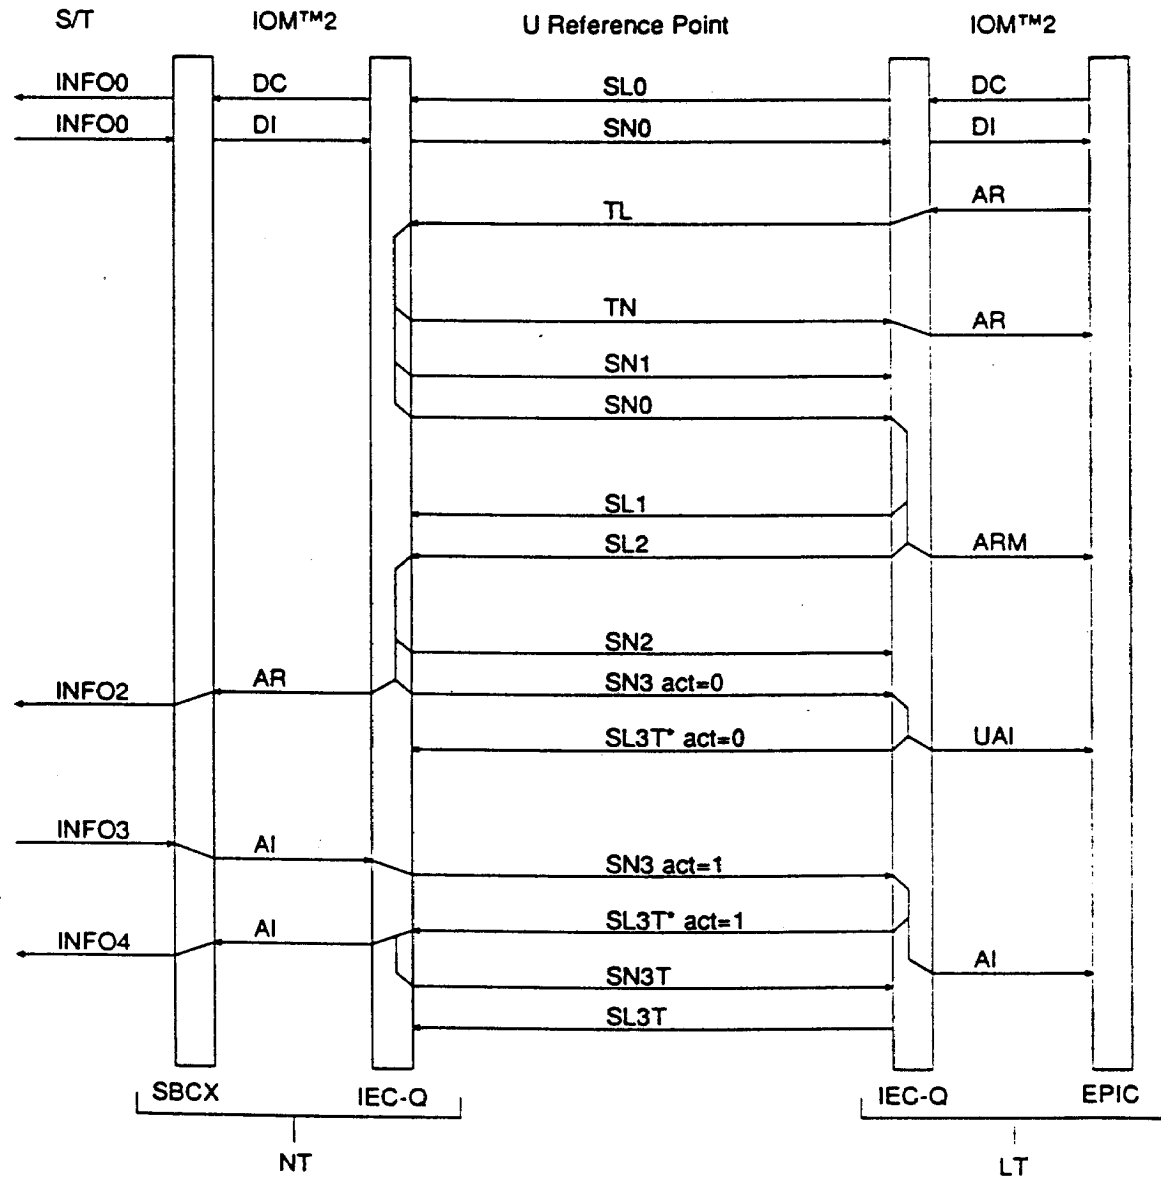 S/T IOM™2 U Reference Point IOM™2
INFO0 DC SL0 DC
INFO0 DI SN0 DI
AR
TL
TN AR
SN1
SN0
SL1
SL2 ARM
SN2
INFO2 AR SN3 act=0
SL3T* act=0 UAI
INFO3 AI SN3 act=1
INFO4 AI SL3T* act=1
AI
SN3T
SL3T
SBCX IEC-Q IEC-Q EPIC
NT LT